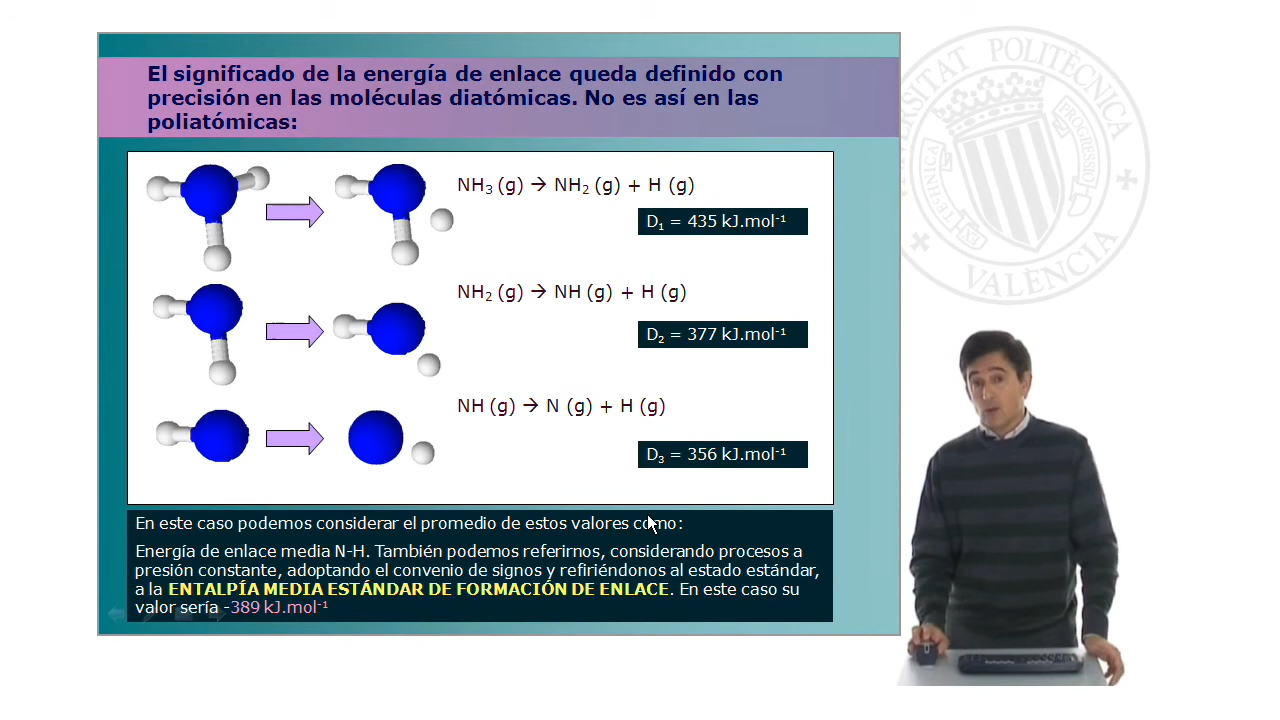 El significado de la energía de enlace queda definido con
precisión en las moléculas diatómicas. No es así en las
poliatómicas:
NH3 (g) → NH2 (g) + H (g)
D1 = 435 kJ.mol-1
NH2 (g) → NH (g) + H (g)
D2 = 377 kJ.mol-1
NH (g) → N (g) + H (g)
D3 = 356 kJ.mol-1
En este caso podemos considerar el promedio de estos valores como:
Energía de enlace media N-H. También podemos referirnos, considerando procesos a
presión constante, adoptando el convenio de signos y refiriéndonos al estado estándar,
a la ENTALPÍA MEDIA ESTÁNDAR DE FORMACIÓN DE ENLACE. En este caso su
valor sería -389 kJ.mol-1
POLITÈCNICA
VALÈNCIA